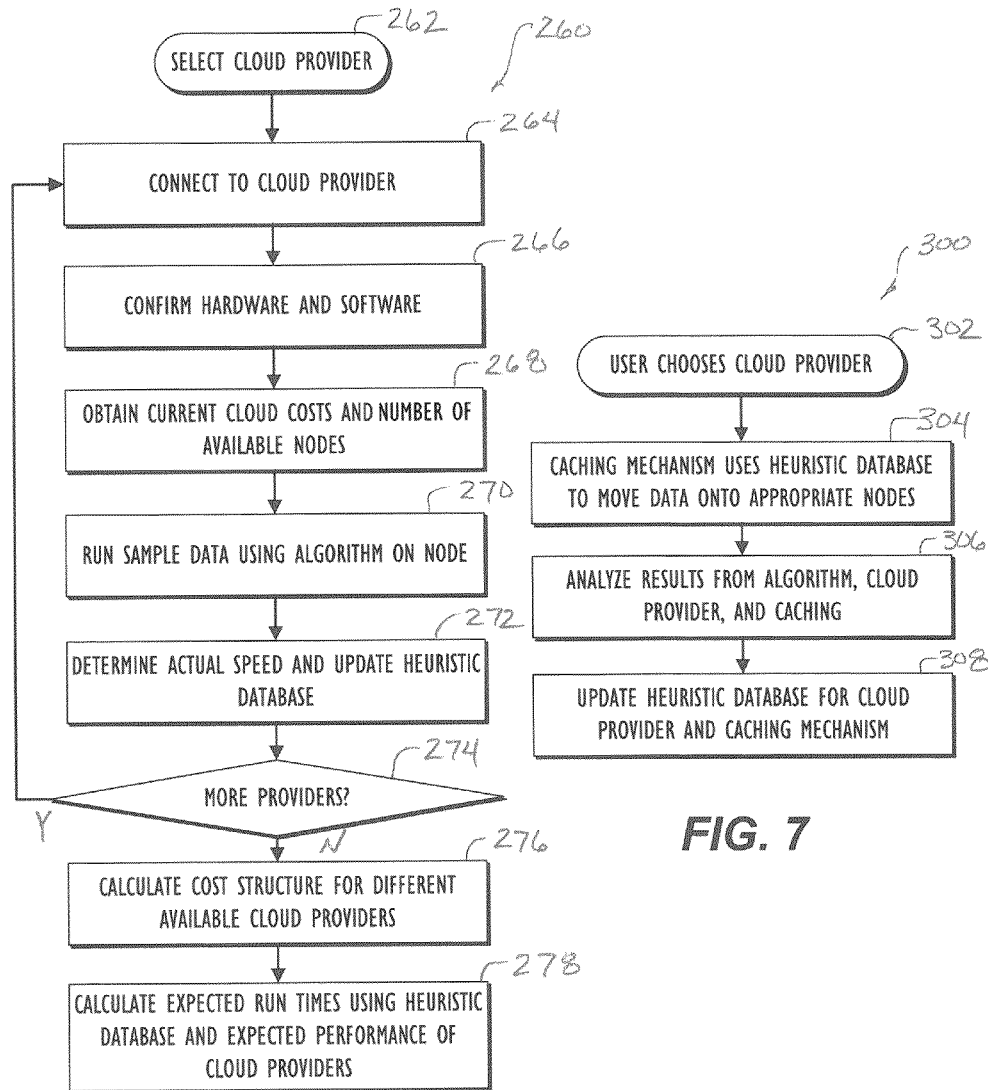 262
SELECT CLOUD PROVIDER
260
264
CONNECT TO CLOUD PROVIDER
266
CONFIRM HARDWARE AND SOFTWARE
268
OBTAIN CURRENT CLOUD COSTS AND NUMBER OF
AVAILABLE NODES
270
RUN SAMPLE DATA USING ALGORITHM ON NODE
272
DETERMINE ACTUAL SPEED AND UPDATE HEURISTIC
DATABASE
274
MORE PROVIDERS?
Y
N
276
CALCULATE COST STRUCTURE FOR DIFFERENT
AVAILABLE CLOUD PROVIDERS
278
CALCULATE EXPECTED RUN TIMES USING HEURISTIC
DATABASE AND EXPECTED PERFORMANCE OF
CLOUD PROVIDERS
300
302
USER CHOOSES CLOUD PROVIDER
304
CACHING MECHANISM USES HEURISTIC DATABASE
TO MOVE DATA ONTO APPROPRIATE NODES
306
ANALYZE RESULTS FROM ALGORITHM, CLOUD
PROVIDER, AND CACHING
308
UPDATE HEURISTIC DATABASE FOR CLOUD
PROVIDER AND CACHING MECHANISM
FIG. 7